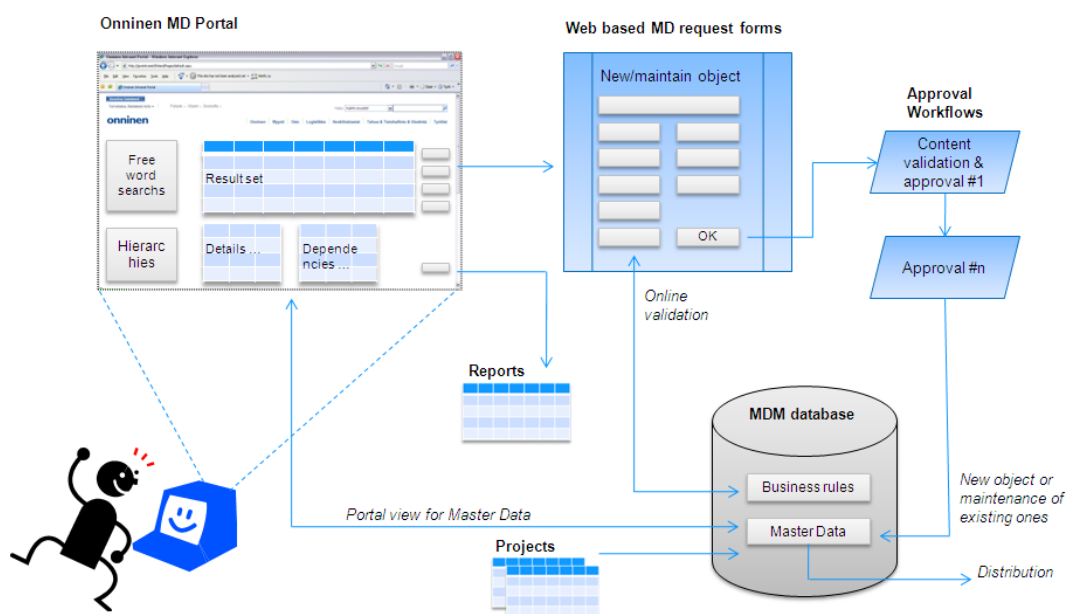 Onninen MD Portal
Web based MD request forms
Approval
Workflows
onninen
Free
word
searchs
Result set
Hierarc
hies
Details ...
Depende
ncies ...
New/maintain object
OK
Content
validation &
approval #1
Approval #n
Online
validation
Reports
MDM database
Business rules
Master Data
New object or
maintenance of
existing ones
Portal view for Master Data
Projects
Distribution